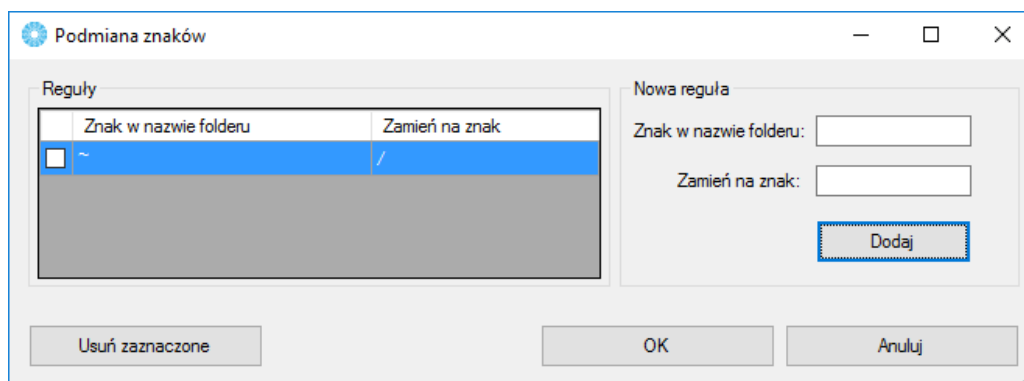 Podmiana znaków
Reguły
Znak w nazwie folderu Zamień na znak
~ /
Nowa reguła
Znak w nazwie folderu:
Zamień na znak:
Dodaj
Usuń zaznaczone
OK
Anuluj